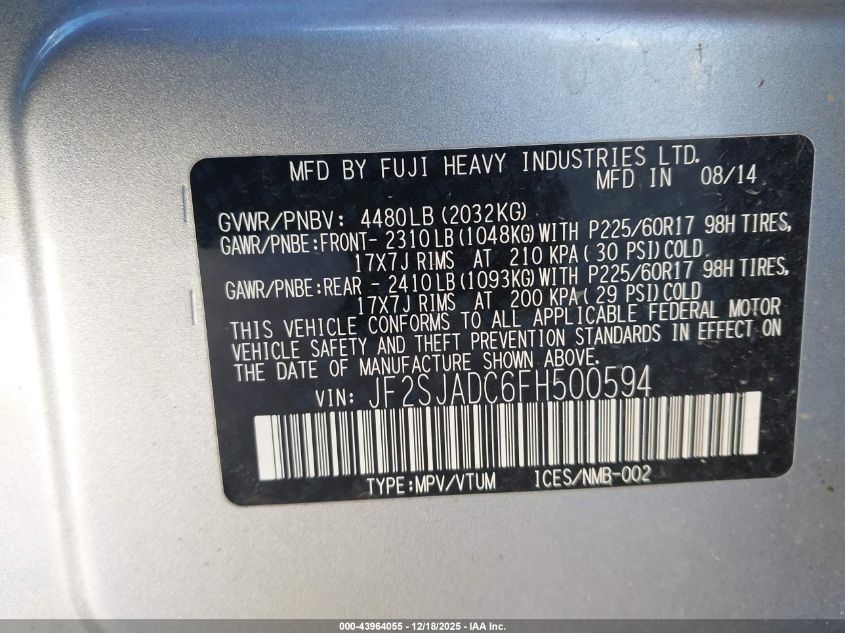 MFD BY FUJI HEAVY INDUSTRIES LTD.
MFD IN 08/14
GVWR/PNBV: 4480LB (2032KG)
GAWR/PNBE:FRONT- 2310LB(1048KG)WITH P225/60R17 98H TIRES,
17X7J RIMS AT 210 KPA( 30 PSI)COLD.
GAWR/PNBE:REAR - 2410LB(1093KG)WITH P225/60R17 98H TIRES,
17X7J RIMS AT 200 KPA( 29 PSI)COLD
THIS VEHICLE CONFORMS TO ALL APPLICABLE FEDERAL MOTOR
VEHICLE SAFETY AND THEFT PREVENTION STANDARDS IN EFFECT ON
THE DATE OF MANUFACTURE SHOWN ABOVE.
VIN: JF2SJADC6FH500594
TYPE:MPV/VTUM ICES/NMB-002
000-43964055 - 12/18/2025 - IAA Inc.